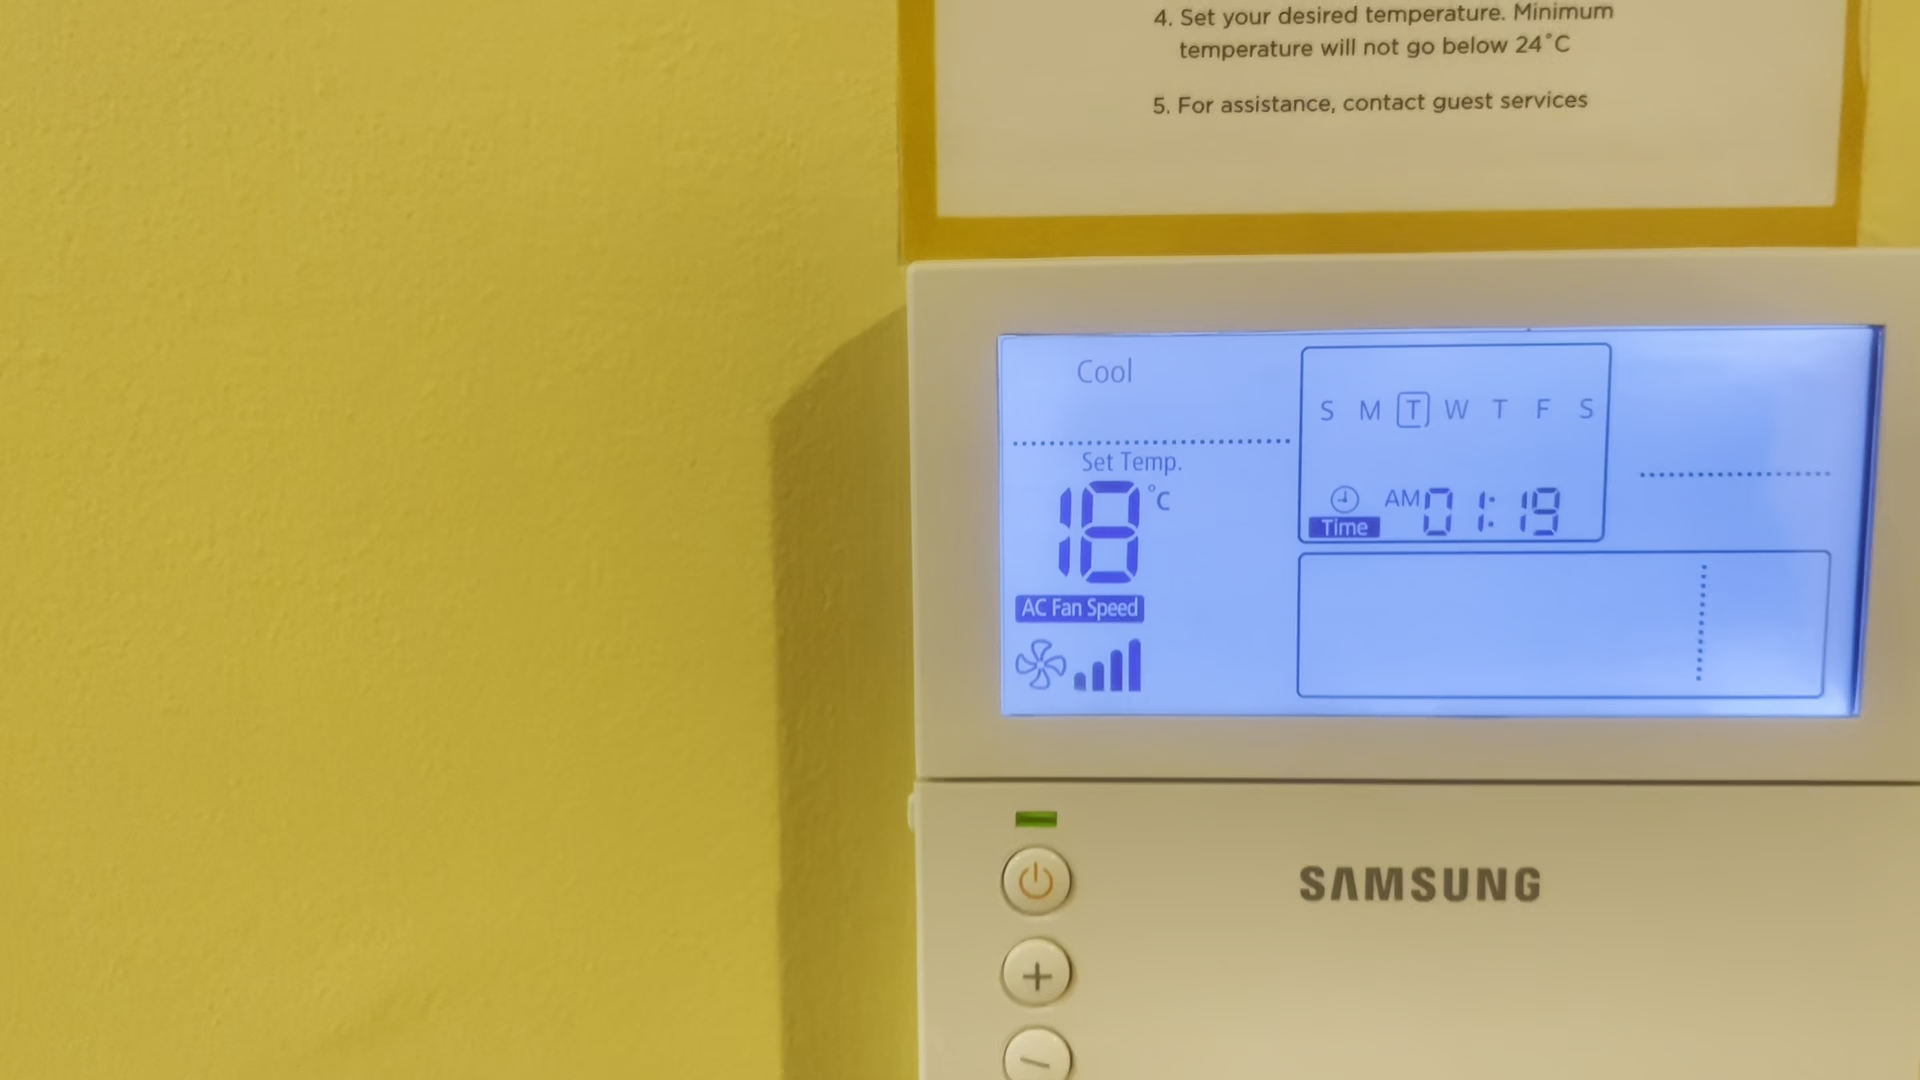 4. Set your desired temperature. Minimum
temperature will not go below 24°C
5. For assistance, contact guest services
Cool
S M T W T F S
Set Temp.
18°C
AM 01:19
Time
AC Fan Speed
SAMSUNG
+
-